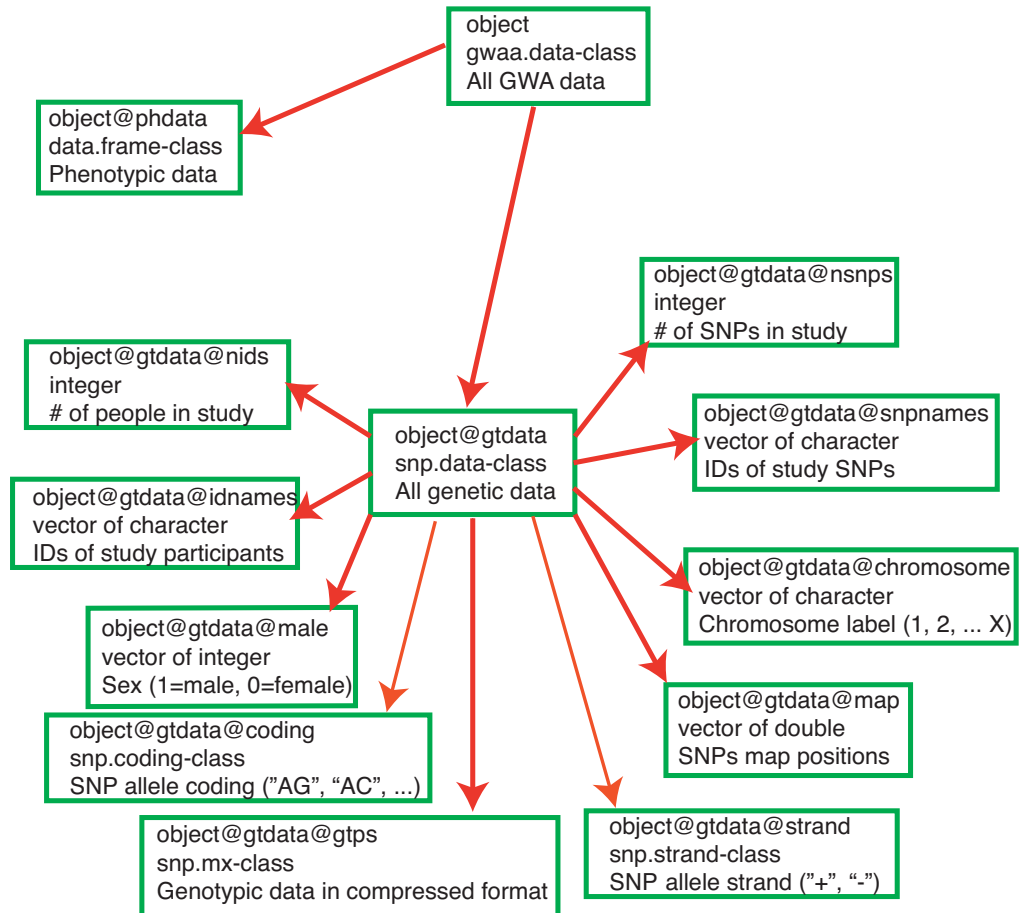 object
gwaa.data-class
All GWA data
object@phdata
data.frame-class
Phenotypic data
object@gtdata@nsnps
integer
# of SNPs in study
object@gtdata@nids
integer
# of people in study
object@gtdata
snp.data-class
All genetic data
object@gtdata@snpnames
vector of character
IDs of study SNPs
object@gtdata@idnames
vector of character
IDs of study participants
object@gtdata@chromosome
vector of character
Chromosome label (1, 2, ... X)
object@gtdata@male
vector of integer
Sex (1=male, 0=female)
object@gtdata@map
vector of double
SNPs map positions
object@gtdata@coding
snp.coding-class
SNP allele coding (”AG”, “AC”, ...)
object@gtdata@strand
snp.strand-class
SNP allele strand (”+”, “-”)
object@gtdata@gtps
snp.mx-class
Genotypic data in compressed format